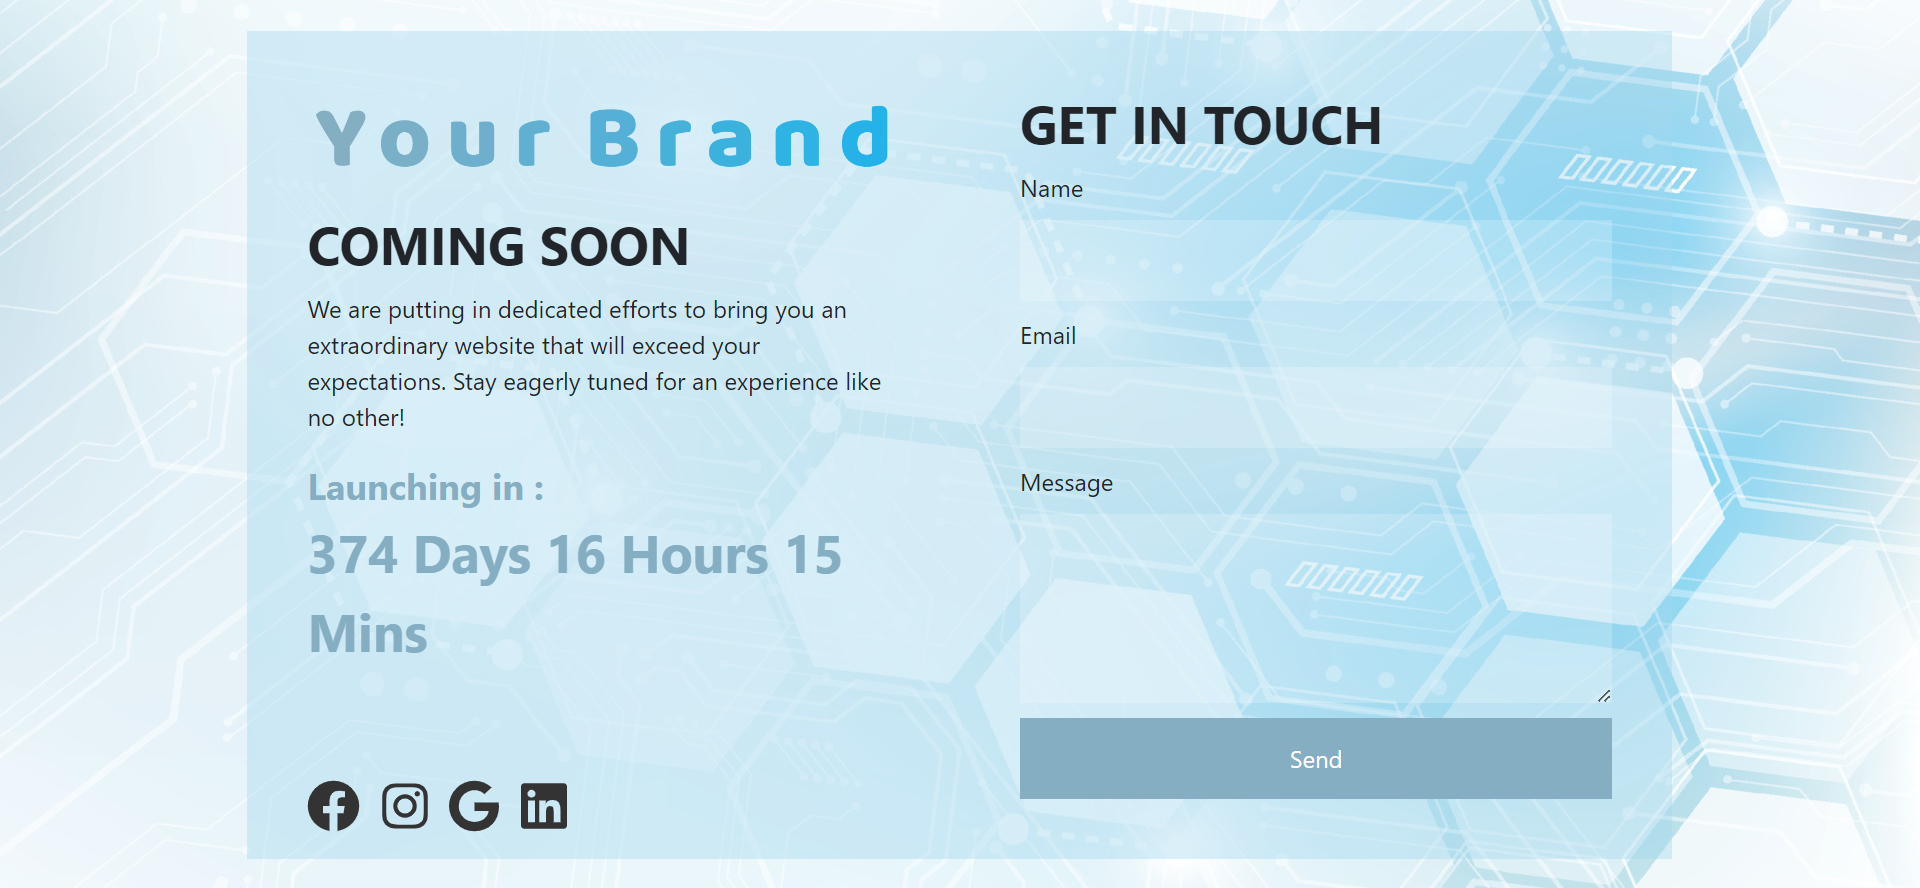 Your Brand
COMING SOON
We are putting in dedicated efforts to bring you an
extraordinary website that will exceed your
expectations. Stay eagerly tuned for an experience like
no other!
Launching in :
374 Days 16 Hours 15
Mins
GET IN TOUCH
Name
Email
Message
Send